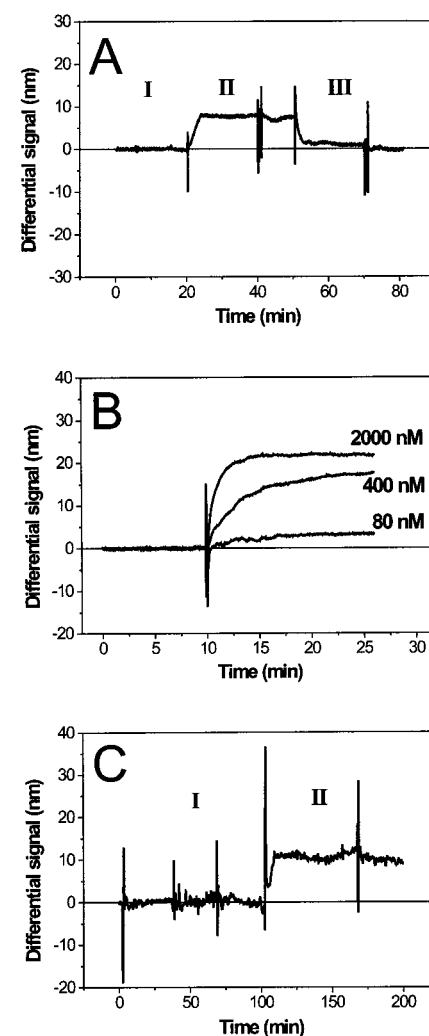 A
I II III
Differential signal (nm)
30
20
10
0
-10
-20
-30
0 20 40 60 80
Time (min)
B
2000 nM
400 nM
80 nM
Differential signal (nm)
40
30
20
10
0
-10
-20
0 5 10 15 20 25 30
Time (min)
C
I II
Differential signal (nm)
40
30
20
10
0
-10
-20
0 50 100 150 200
Time (min)